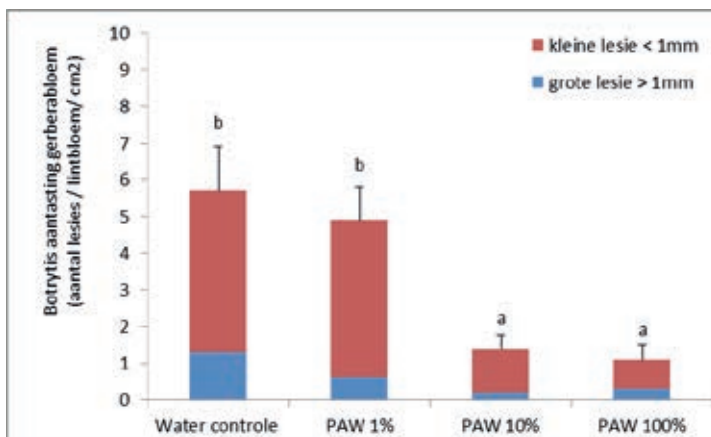 Botrytis aantasting gerberabloem
(aantal lesies / lintbloem/ cm2)
10
9
8
7
6
5
4
3
2
1
0
kleine lesie < 1mm
grote lesie > 1mm
b
b
a
a
Water controle
PAW 1%
PAW 10%
PAW 100%